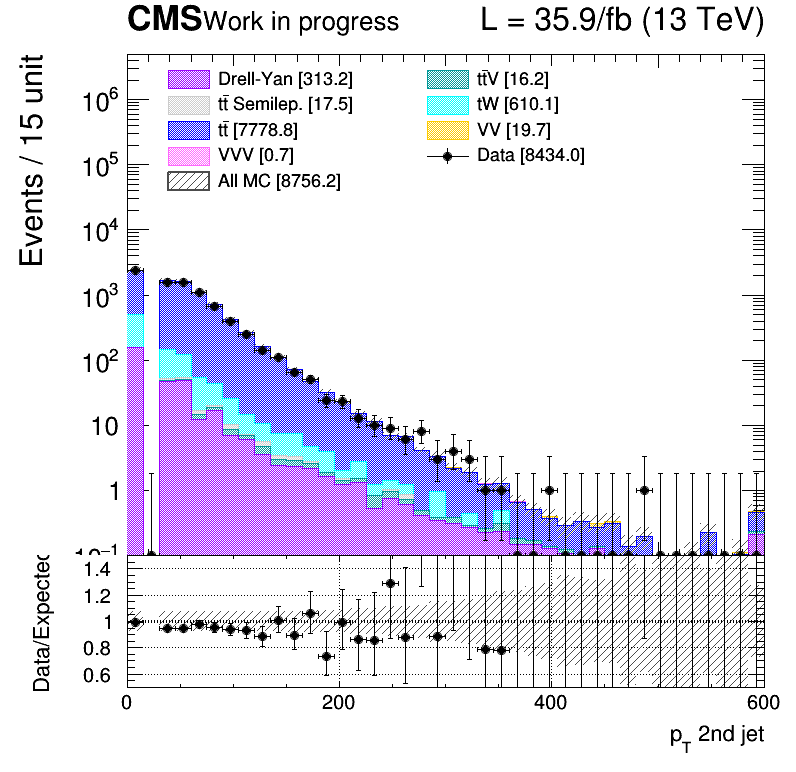 CMS Work in progress L = 35.9/fb (13 TeV)
Drell-Yan [313.2] tt̄V [16.2]
tt̄ Semilep. [17.5] tW [610.1]
tt̄ [7778.8] VV [19.7]
VVV [0.7] Data [8434.0]
All MC [8756.2]
Events / 15 unit
10⁶
10⁵
10⁴
10³
10²
10
1
10⁻¹
Data/Expected
1.4
1.2
1
0.8
0.6
0 200 400 600
p_T 2nd jet